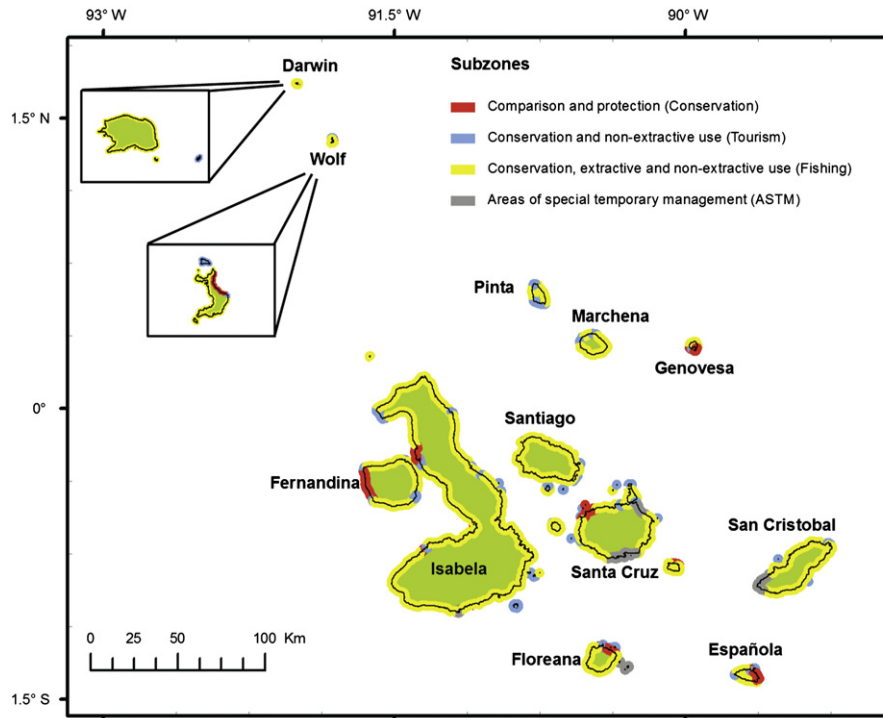 93° W
91.5° W
90° W
Darwin
Subzones
Comparison and protection (Conservation)
1.5° N
Conservation and non-extractive use (Tourism)
Wolf
Conservation, extractive and non-extractive use (Fishing)
Areas of special temporary management (ASTM)
Pinta
Marchena
Genovesa
0°
Santiago
Fernandina
San Cristobal
Isabela
Santa Cruz
0 25 50 100 Km
Floreana
Española
1.5° S